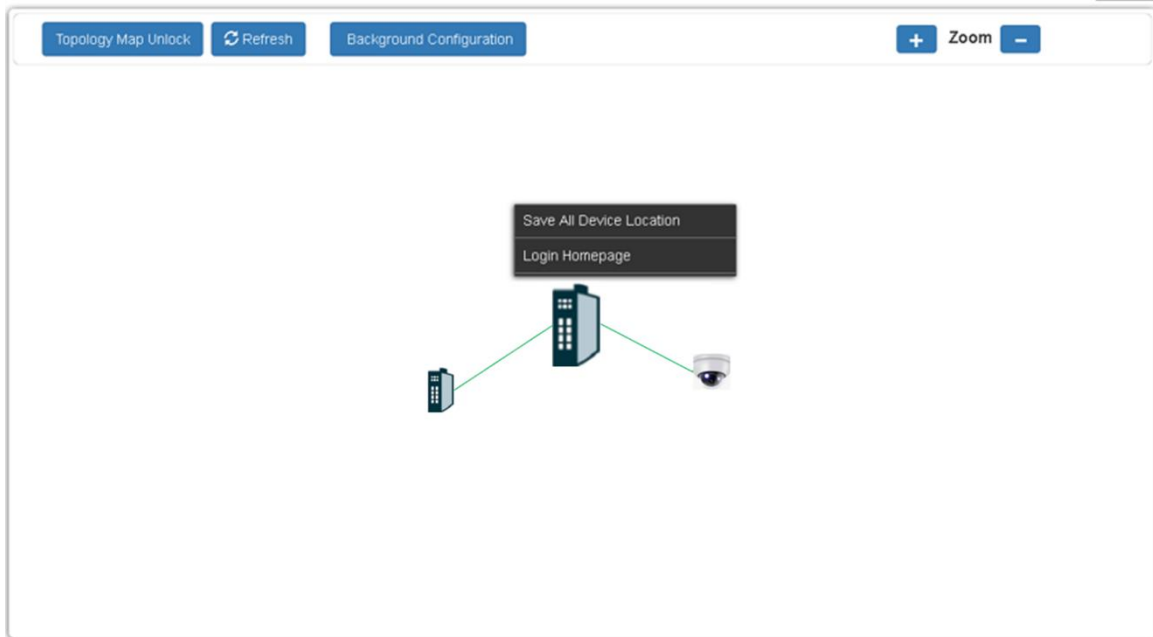 Topology Map Unlock Refresh Background Configuration + Zoom −
Save All Device Location
Login Homepage